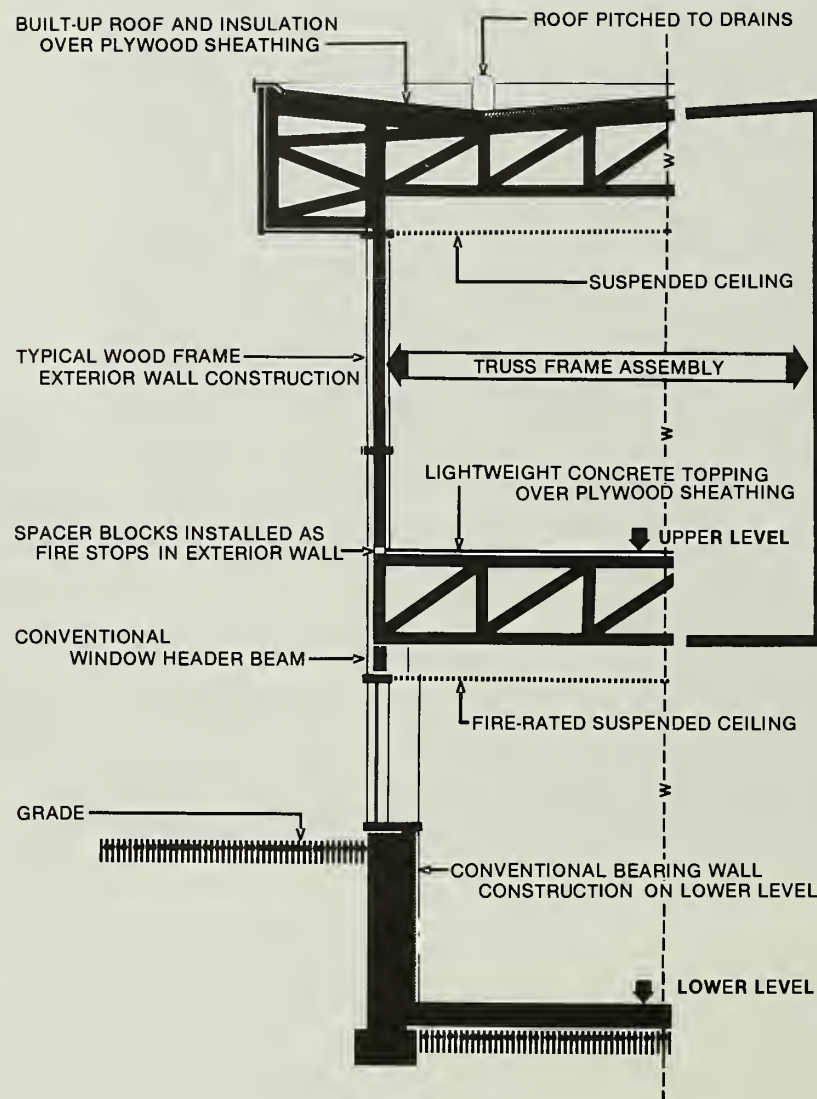 BUILT-UP ROOF AND INSULATION
OVER PLYWOOD SHEATHING
ROOF PITCHED TO DRAINS
SUSPENDED CEILING
TYPICAL WOOD FRAME
EXTERIOR WALL CONSTRUCTION
TRUSS FRAME ASSEMBLY
LIGHTWEIGHT CONCRETE TOPPING
OVER PLYWOOD SHEATHING
SPACER BLOCKS INSTALLED AS
FIRE STOPS IN EXTERIOR WALL
UPPER LEVEL
CONVENTIONAL
WINDOW HEADER BEAM
FIRE-RATED SUSPENDED CEILING
GRADE
CONVENTIONAL BEARING WALL
CONSTRUCTION ON LOWER LEVEL
LOWER LEVEL